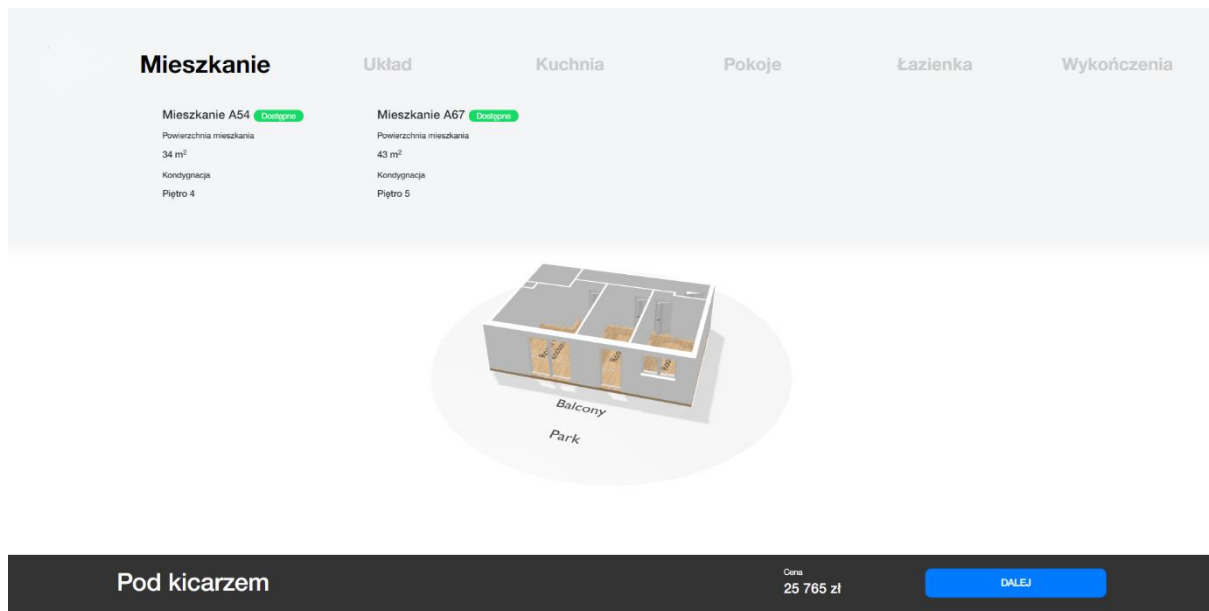 Mieszkanie Układ Kuchnia Pokoje Łazienka Wykończenia
Mieszkanie A54 Dostępne
Powierzchnia mieszkania
34 m²
Kondygnacja
Piętro 4
Mieszkanie A67 Dostępne
Powierzchnia mieszkania
43 m²
Kondygnacja
Piętro 5
Balcony
Park
Pod kicarzem
Cena
25 765 zł
DALEJ